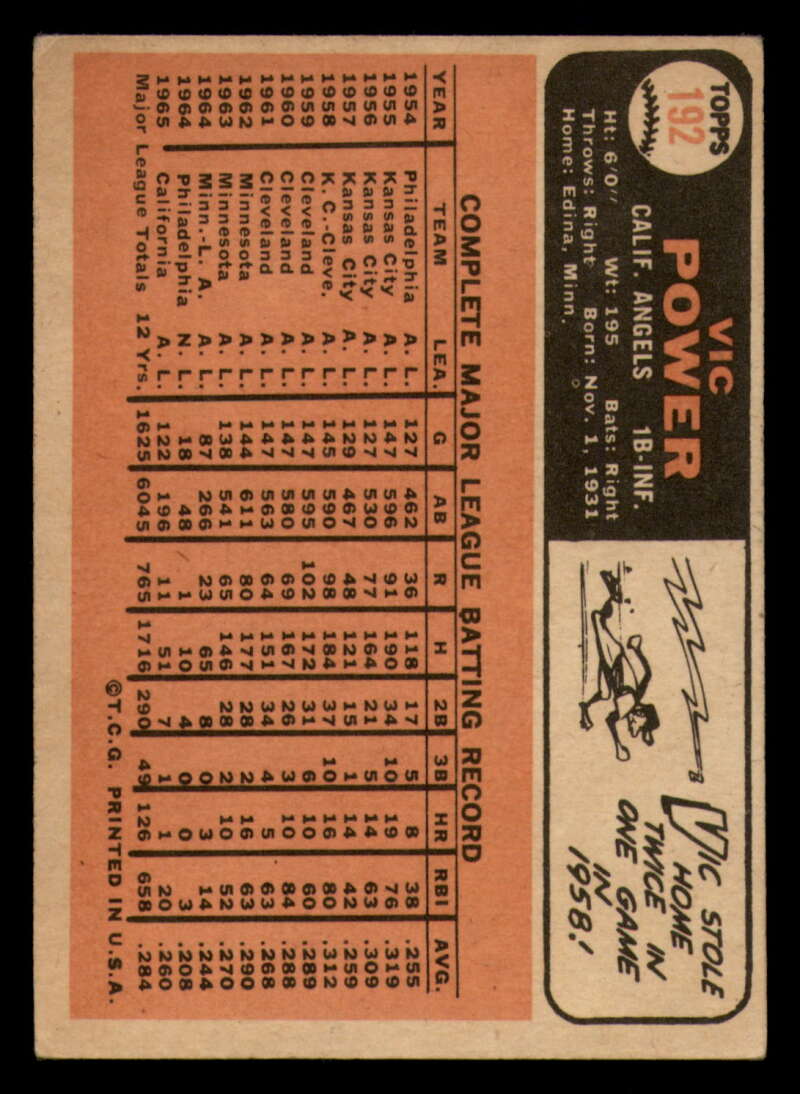 TOPPS
192
VIC
POWER
CALIF. ANGELS 1B-INF.
Ht: 6'0" Wt: 195 Bats: Right
Throws: Right Born: Nov. 1, 1931
Home: Edina, Minn.
VIC STOLE
HOME
TWICE IN
ONE GAME
IN
1958!
COMPLETE MAJOR LEAGUE BATTING RECORD
YEAR TEAM LEA. G AB R H 2B 3B HR RBI AVG.
1954 Philadelphia A. L. 127 462 36 118 17 5 8 38 .255
1955 Kansas City A. L. 147 596 91 190 34 10 19 76 .319
1956 Kansas City A. L. 127 530 77 164 21 5 14 63 .309
1957 Kansas City A. L. 129 467 48 121 15 1 14 42 .259
1958 K. C.-Cleve. A. L. 145 590 98 184 37 10 16 80 .312
1959 Cleveland A. L. 147 595 102 172 31 6 10 60 .289
1960 Cleveland A. L. 147 580 69 167 26 3 10 84 .288
1961 Cleveland A. L. 147 563 64 151 34 4 5 63 .268
1962 Minnesota A. L. 144 611 80 177 28 2 16 63 .290
1963 Minnesota A. L. 138 541 65 146 28 2 10 52 .270
1964 Minn.-L. A. A. L. 87 266 23 65 8 0 3 14 .244
1964 Philadelphia N. L. 18 48 1 10 4 0 0 3 .208
1965 California A. L. 122 196 11 51 7 1 1 20 .260
Major League Totals 12 Yrs. 1625 6045 765 1716 290 49 126 658 .284
©T.C.G. PRINTED IN U.S.A.